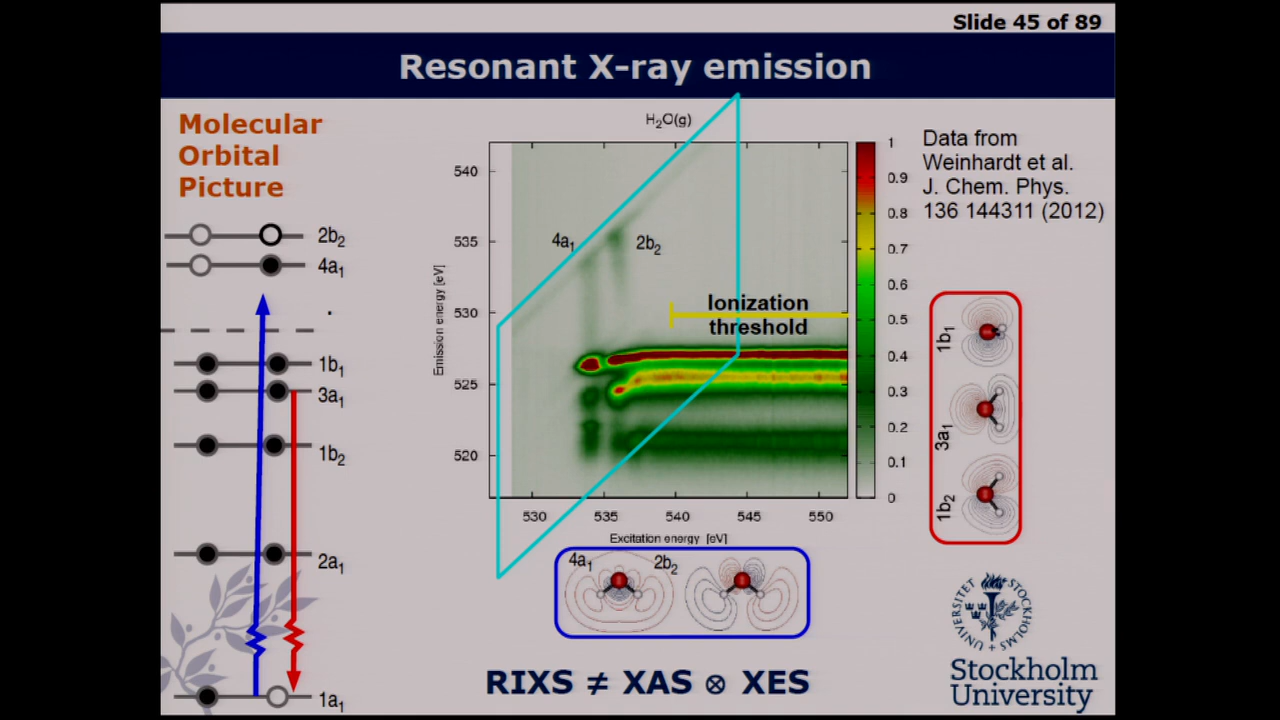 Slide 45 of 89
Resonant X-ray emission
Molecular
Orbital
Picture
2b2
4a1
1b1
3a1
1b2
2a1
1a1
H2O(g)
Emission energy [eV]
540
535
530
525
520
4a1
2b2
Ionization
threshold
530
535
540
545
550
Excitation energy [eV]
1
0.9
0.8
0.7
0.6
0.5
0.4
0.3
0.2
0.1
0
Data from
Weinhardt et al.
J. Chem. Phys.
136 144311 (2012)
1b1
3a1
1b2
4a1
2b2
RIXS ≠ XAS ⊗ XES
STOCKHOLMS UNIVERSITET
Stockholm
University